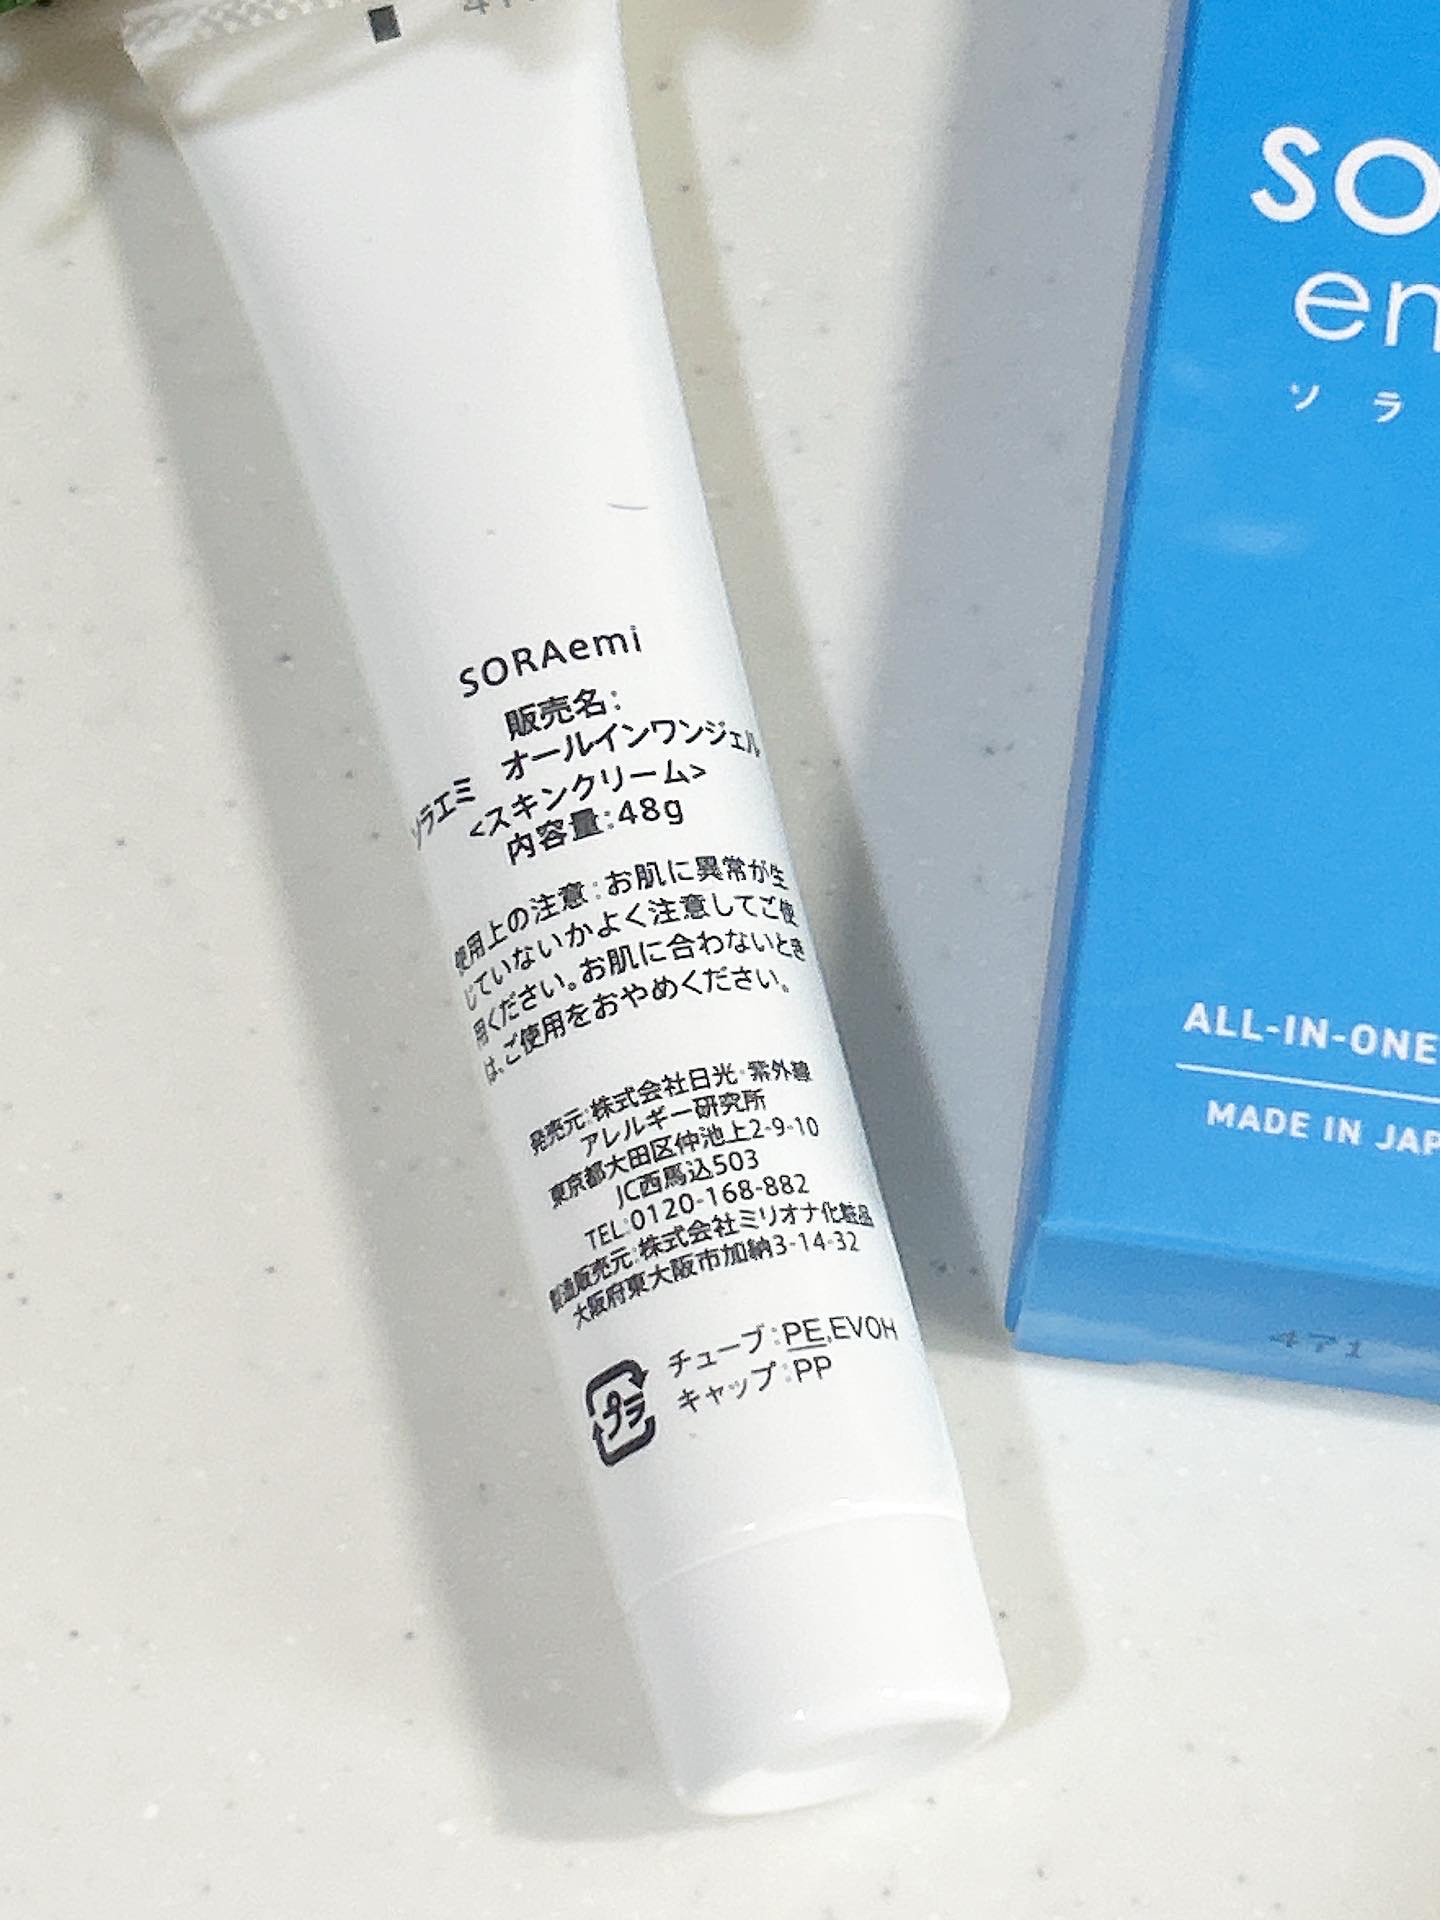 SORAemi
販売名:
ソラエミ オールインワンジェル
<スキンクリーム>
内容量:48g
使用上の注意:お肌に異常が生
じていないかよく注意してご使
用ください。お肌に合わないとき
は、ご使用をおやめください。
発売元:株式会社日光・紫外線
アレルギー研究所
東京都大田区仲池上2-9-10
JC西馬込503
TEL:0120-168-882
製造販売元:株式会社ミリオナ化粧品
大阪府東大阪市加納3-14-32
プラ
チューブ:PE,EVOH
キャップ:PP
so
em
ソ ラ
ALL-IN-ONE
MADE IN JAP
471